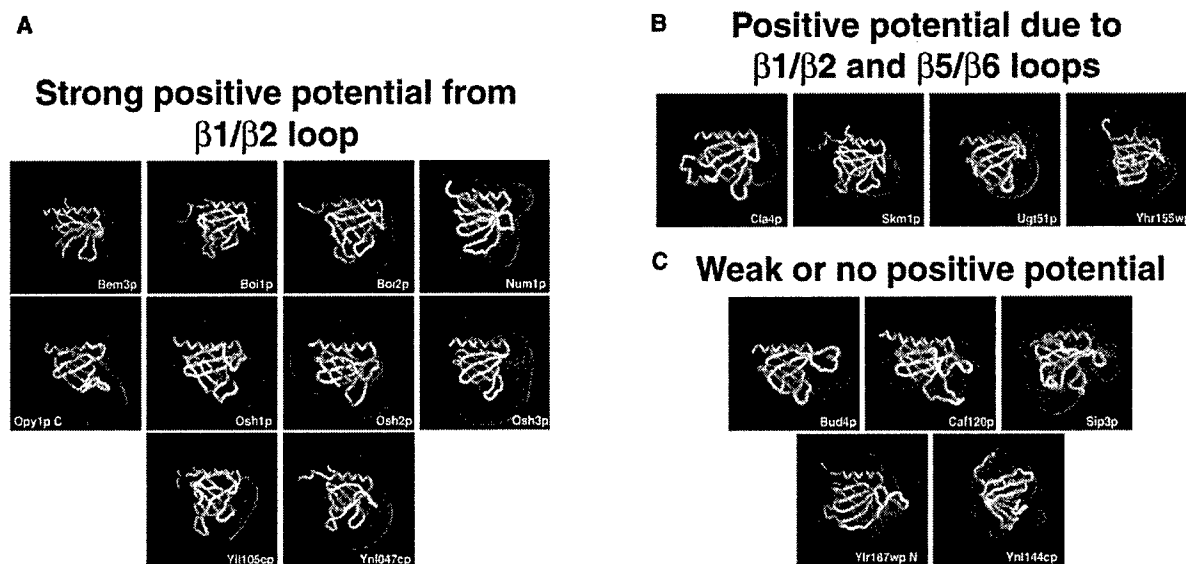 A
Strong positive potential from
β1/β2 loop
Bem3p
Boi1p
Boi2p
Num1p
Opy1p C
Osh1p
Osh2p
Osh3p
Yil105cp
Ynl047cp
B
Positive potential due to
β1/β2 and β5/β6 loops
Cla4p
Skm1p
Ugt51p
Yhr155wp
C
Weak or no positive potential
Bud4p
Caf120p
Sip3p
Ylr187wp N
Ynl144cp